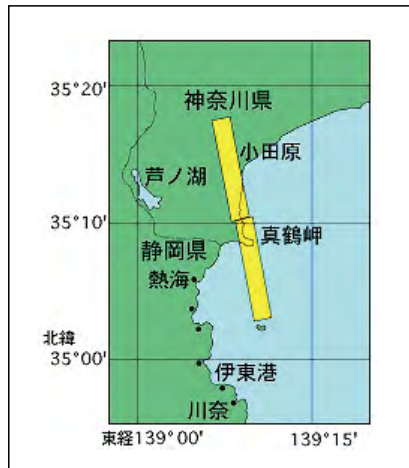 35°20'
神奈川県
小田原
芦ノ湖
35°10'
真鶴岬
静岡県
熱海
北緯
35°00'
伊東港
川奈
東経139°00'
139°15'